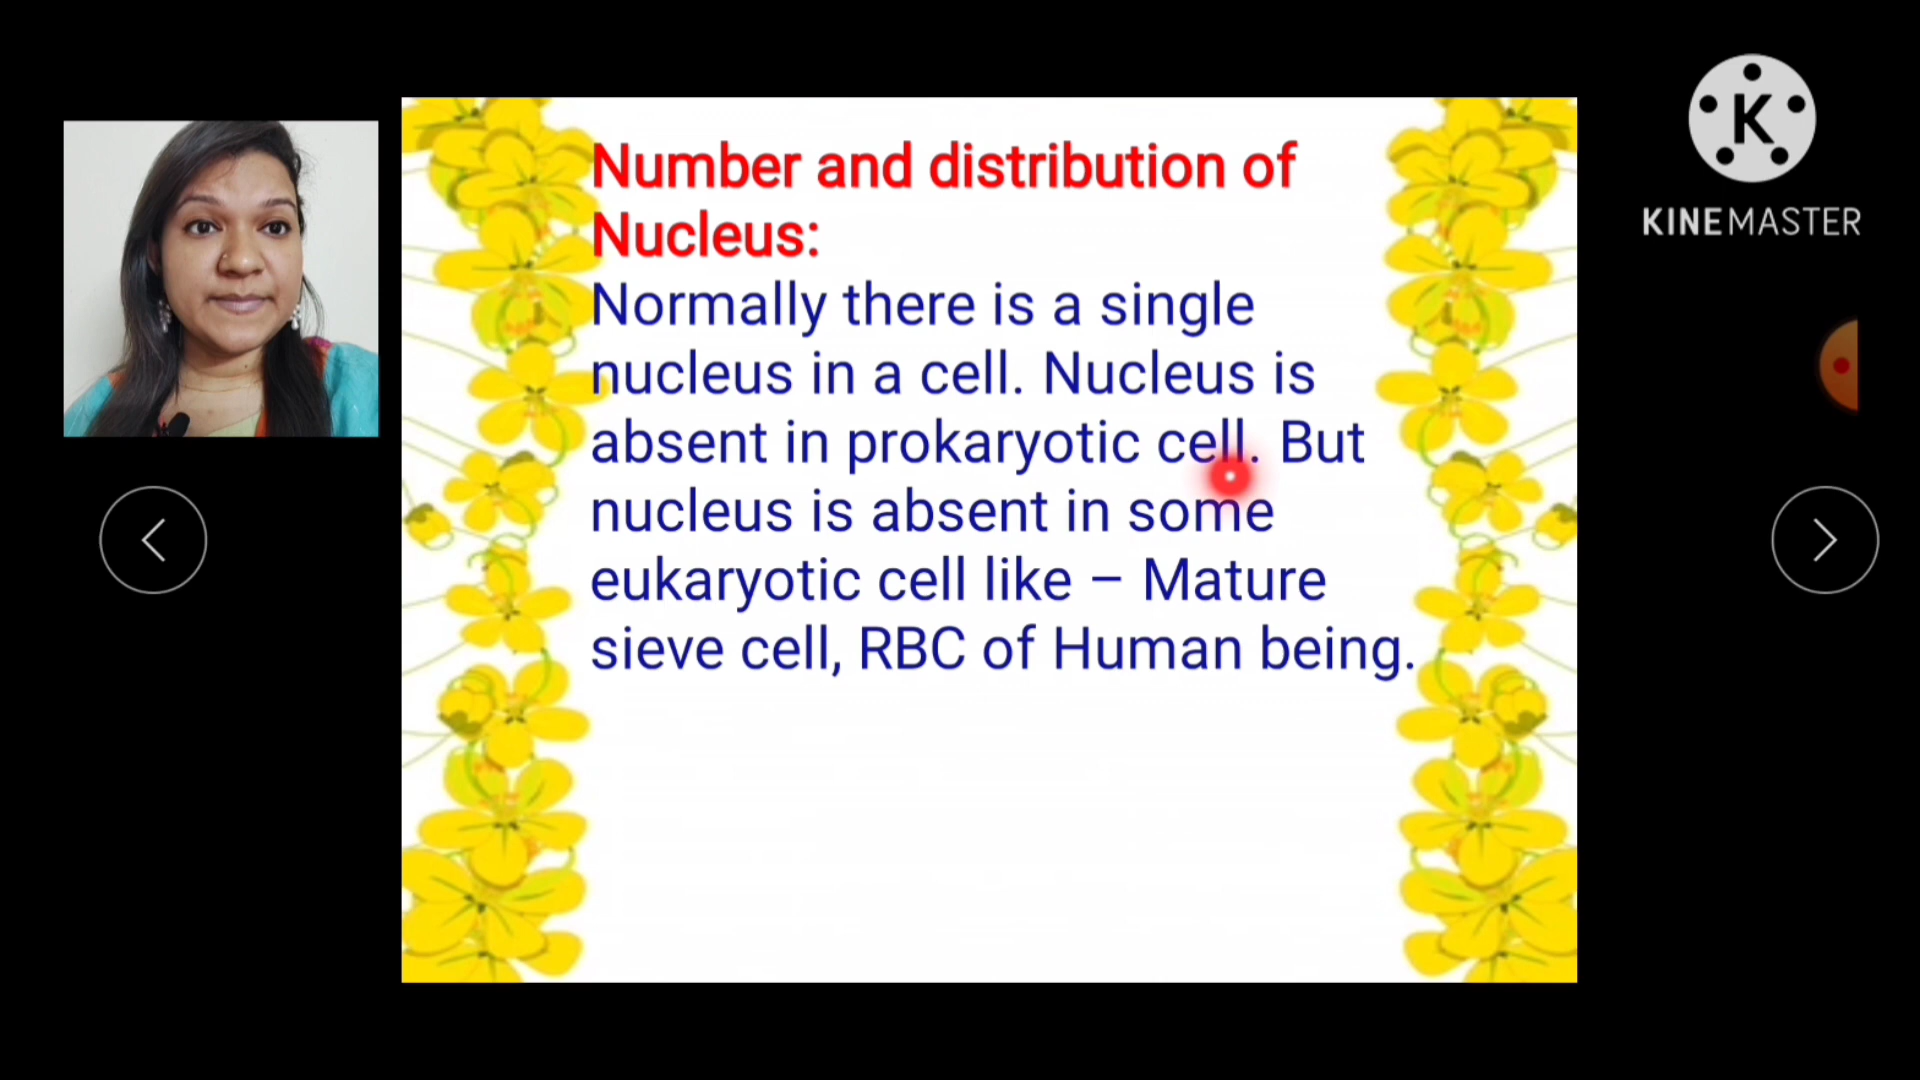 Number and distribution of
Nucleus:
Normally there is a single
nucleus in a cell. Nucleus is
absent in prokaryotic cell. But
nucleus is absent in some
eukaryotic cell like – Mature
sieve cell, RBC of Human being.
K
KINEMASTER